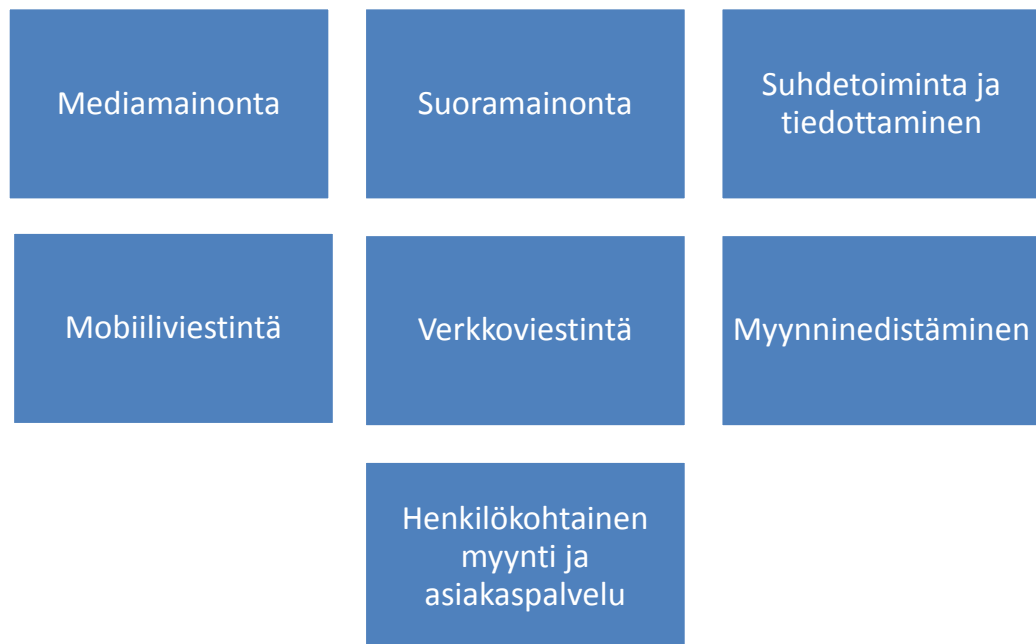 Mediamainonta
Suoramainonta
Suhdetoiminta ja
tiedottaminen
Mobiiliviestintä
Verkkoviestintä
Myynninedistäminen
Henkilökohtainen
myynti ja
asiakaspalvelu